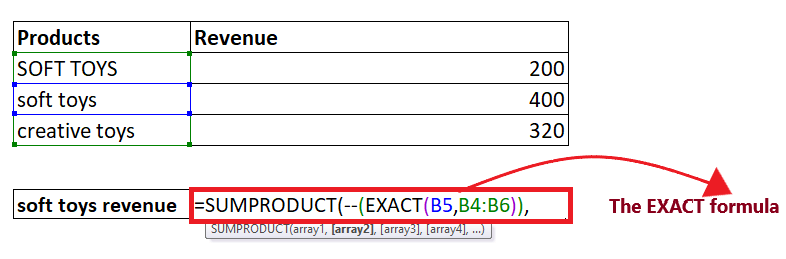 Products Revenue
SOFT TOYS 200
soft toys 400
creative toys 320
soft toys revenue =SUMPRODUCT(--(EXACT(B5,B4:B6)),
The EXACT formula
SUMPRODUCT(array1, [array2], [array3], [array4], ...)